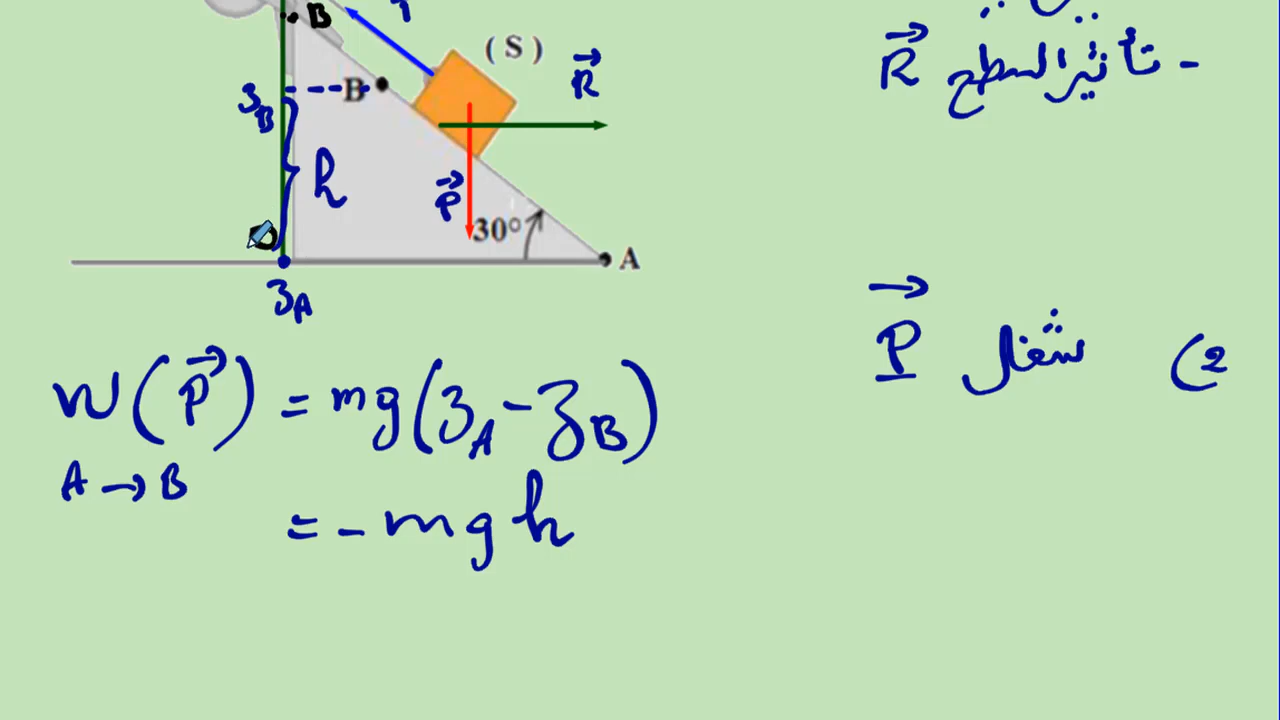 B
(S)
R
B
z_B
h
P
30°
A
z_A
- تأثير السطح R
2) شغل P
W(P) = mg(z_A - z_B)
A → B
= - mgh